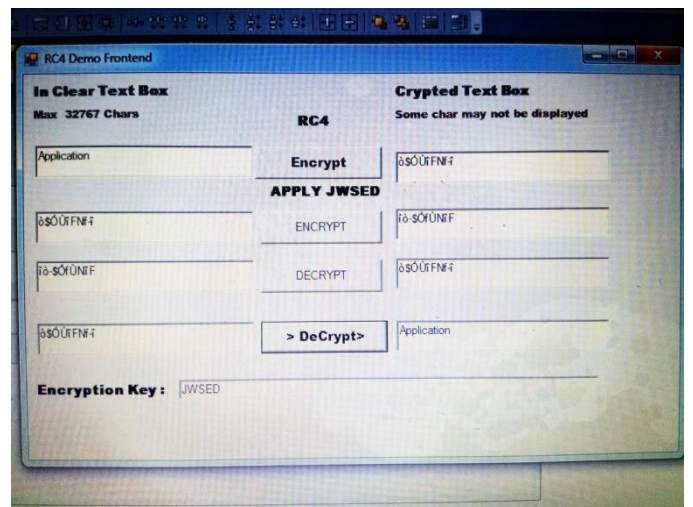 RC4 Demo Frontend
In Clear Text Box
Crypted Text Box
Max 32767 Chars
Some char may not be displayed
RC4
Application
Encrypt
APPLY JWSED
ENCRYPT
DECRYPT
> DeCrypt>
Application
Encryption Key :
JWSED